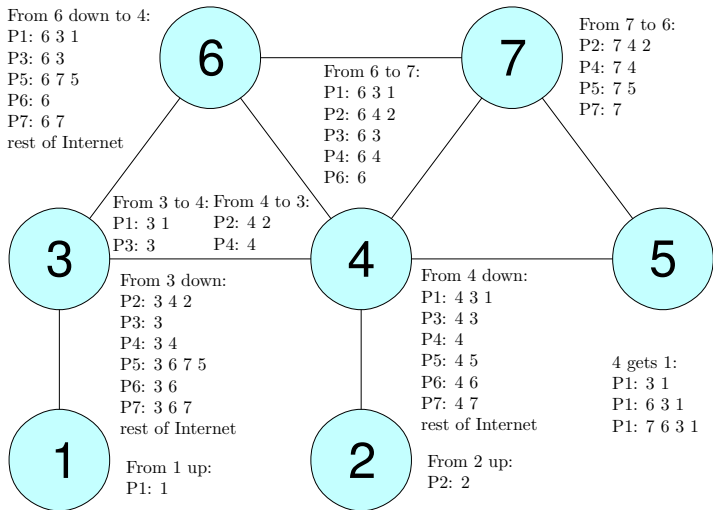 From 6 down to 4:
P1: 6 3 1
P3: 6 3
P5: 6 7 5
P6: 6
P7: 6 7
rest of Internet
6
7
From 7 to 6:
P2: 7 4 2
P4: 7 4
P5: 7 5
P7: 7
From 6 to 7:
P1: 6 3 1
P2: 6 4 2
P3: 6 3
P4: 6 4
P6: 6
From 3 to 4:
P1: 3 1
P3: 3
From 4 to 3:
P2: 4 2
P4: 4
3
4
5
From 3 down:
P2: 3 4 2
P3: 3
P4: 3 4
P5: 3 6 7 5
P6: 3 6
P7: 3 6 7
rest of Internet
From 4 down:
P1: 4 3 1
P3: 4 3
P4: 4
P5: 4 5
P6: 4 6
P7: 4 7
rest of Internet
4 gets 1:
P1: 3 1
P1: 6 3 1
P1: 7 6 3 1
1
From 1 up:
P1: 1
2
From 2 up:
P2: 2